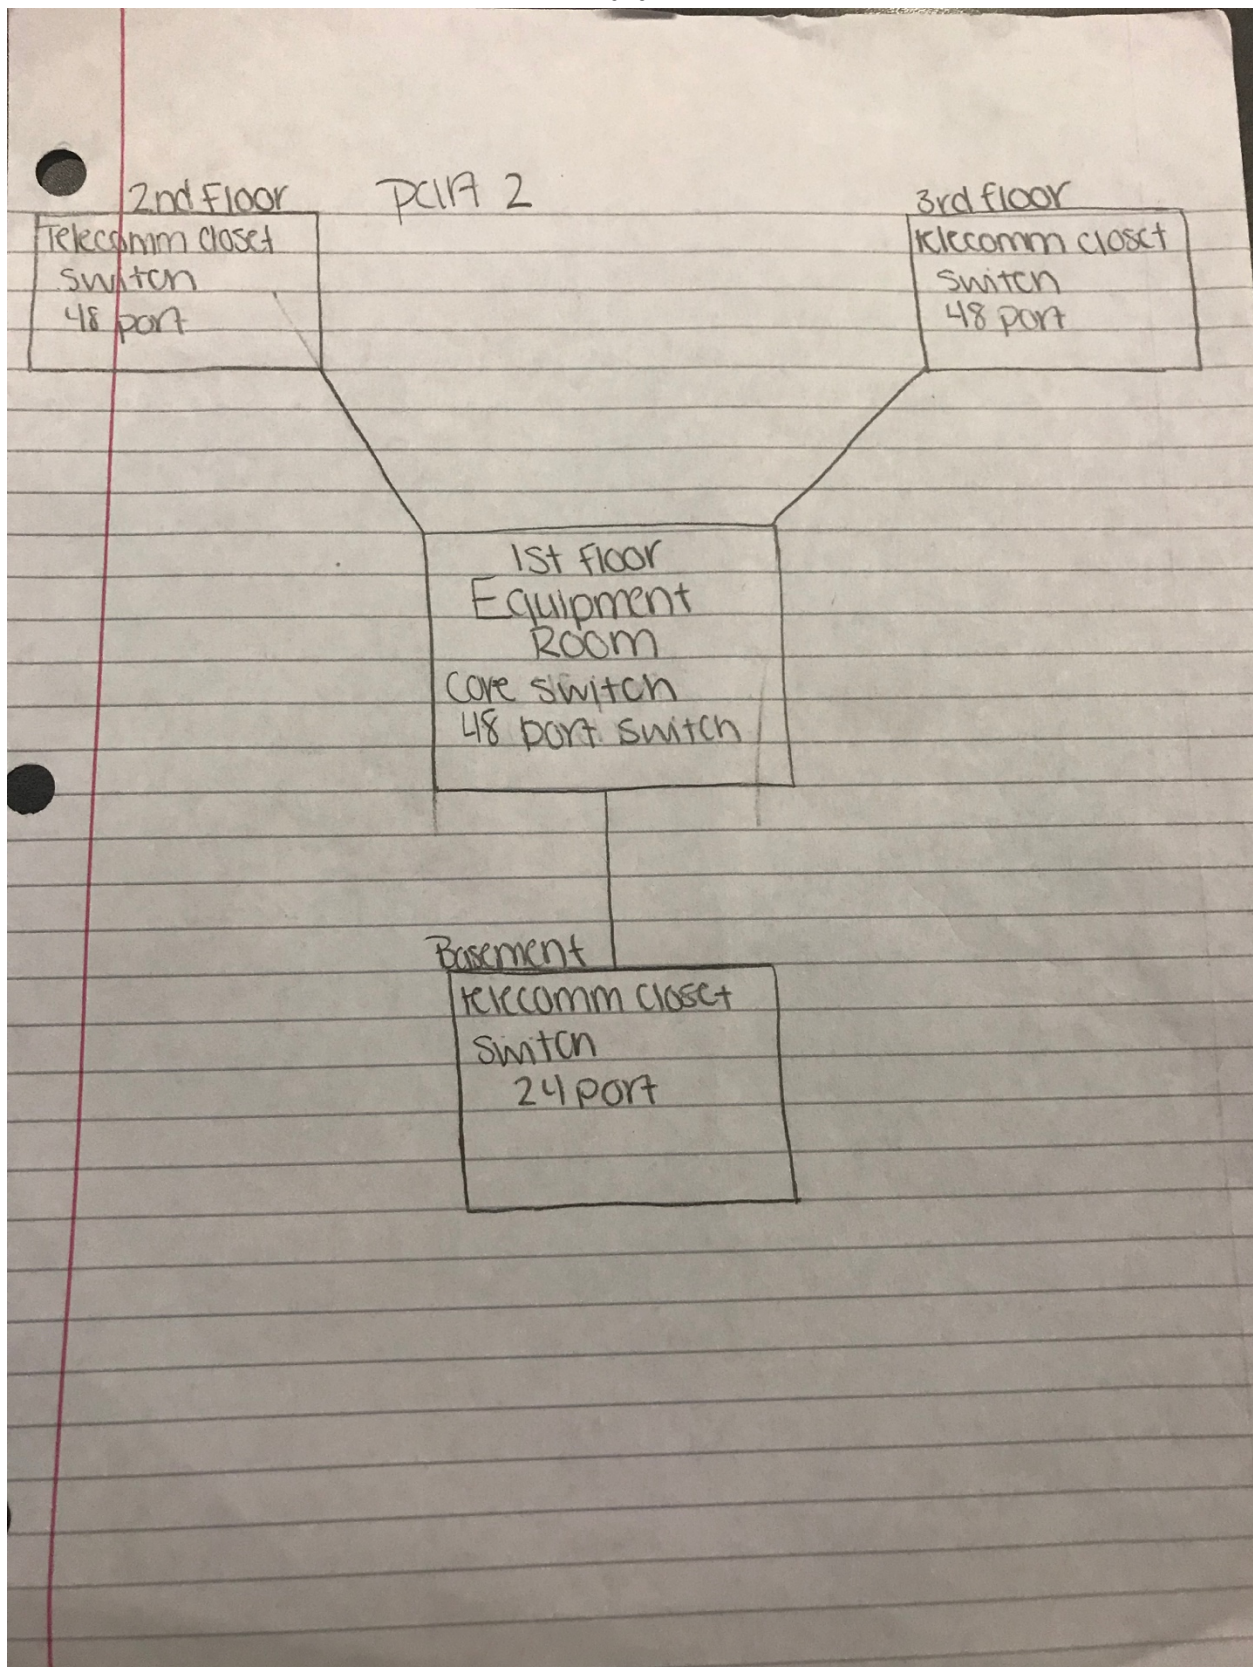 2nd Floor
part 2
3rd floor
Telecomm closet
switch
48 port
telecomm closet
switch
48 port
1st floor
Equipment
Room
core switch
48 port switch
Basement
telecomm closet
switch
24 port